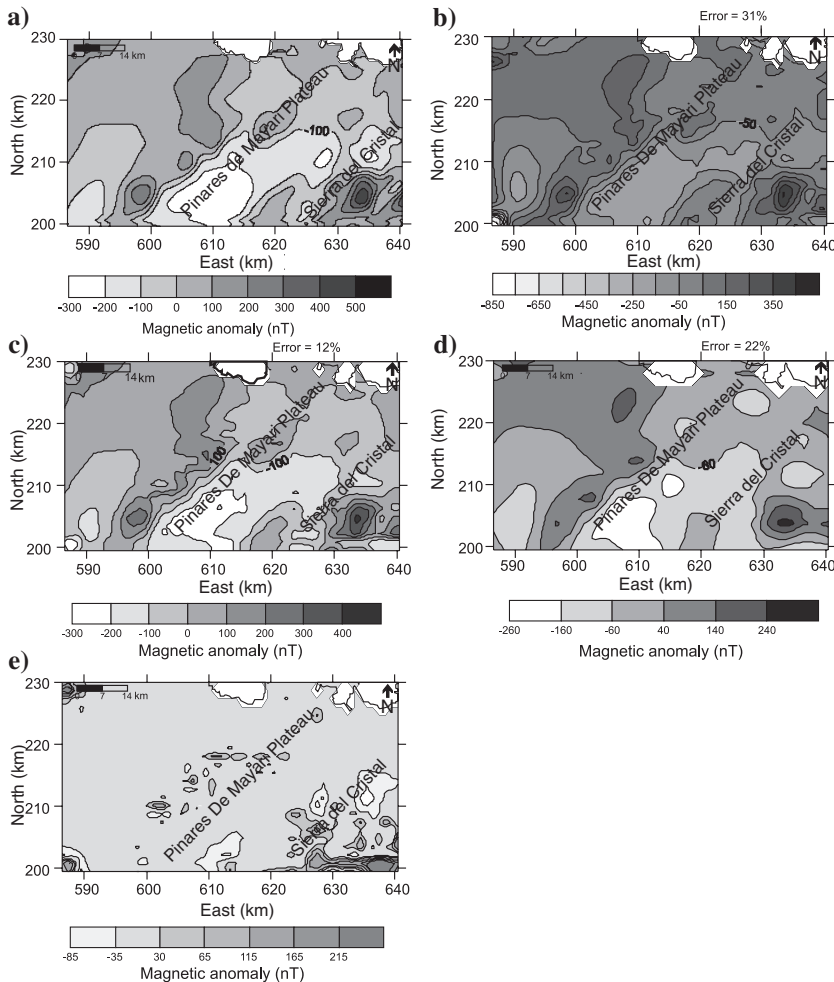 a)
230
220
210
200
North (km)
14 km
N
-100
Pinares de Mayari Plateau
Sierra del Cristal
590 600 610 620 630 640
East (km)
-300 -200 -100 0 100 200 300 400 500
Magnetic anomaly (nT)
b)
Error = 31%
230
220
210
200
North (km)
N
-50
Pinares De Mayari Plateau
Sierra del Cristal
590 600 610 620 630 640
East (km)
-850 -650 -450 -250 -50 150 350
Magnetic anomaly (nT)
c)
Error = 12%
230
220
210
200
North (km)
14 km
N
-100
-100
Pinares De Mayari Plateau
Sierra del Cristal
590 600 610 620 630 640
East (km)
-300 -200 -100 0 100 200 300 400
Magnetic anomaly (nT)
d)
Error = 22%
230
220
210
200
North (km)
7 14 km
N
-60
Pinares De Mayari Plateau
Sierra del Cristal
590 600 610 620 630 640
East (km)
-260 -160 -60 40 140 240
Magnetic anomaly (nT)
e)
230
220
210
200
North (km)
7 14 km
N
Pinares De Mayari Plateau
Sierra del Cristal
590 600 610 620 630 640
East (km)
-85 -35 30 65 115 165 215
Magnetic anomaly (nT)